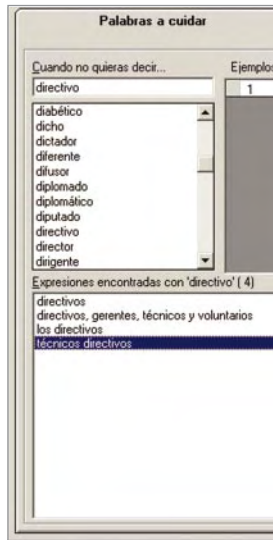 Palabras a cuidar
Cuando no quieras decir...
Ejemplos
directivo
1
diabético
dicho
dictador
diferente
difusor
diplomado
diplomático
diputado
directivo
director
dirigente
Expresiones encontradas con 'directivo' ( 4)
directivos
directivos, gerentes, técnicos y voluntarios
los directivos
técnicos directivos